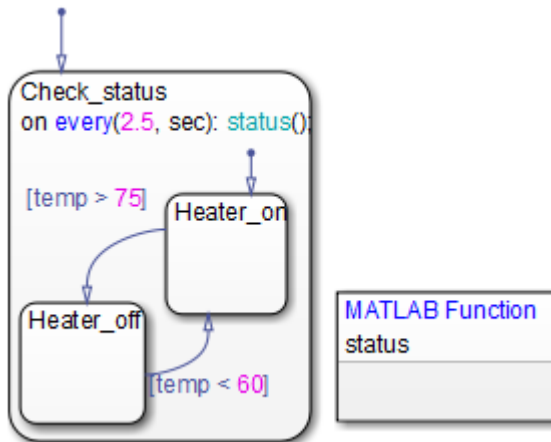 Check_status
on every(2.5, sec): status();
[temp > 75]
Heater_on
Heater_off
[temp < 60]
MATLAB Function
status